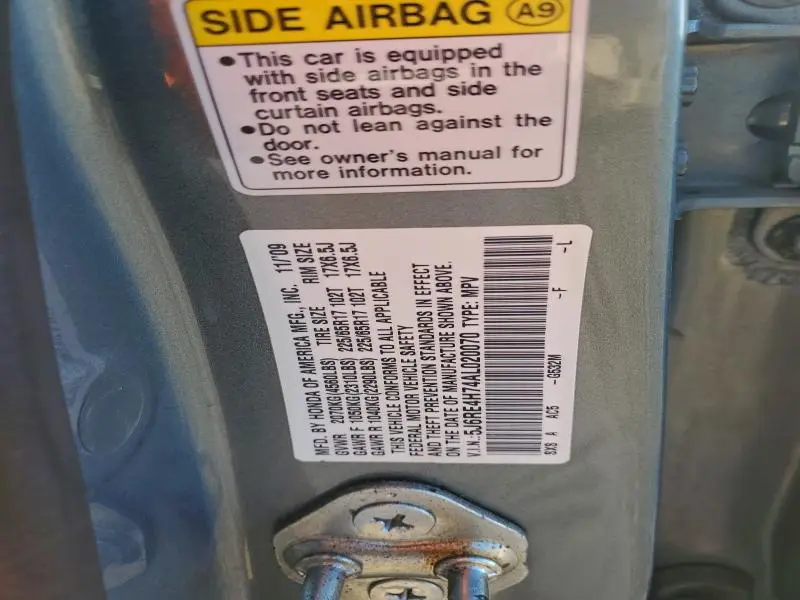 SIDE AIRBAG A9
•This car is equipped
with side airbags in the
front seats and side
curtain airbags.
•Do not lean against the
door.
•See owner's manual for
more information.
MFD. BY HONDA OF AMERICA MFG., INC. 11/09
GVWR 2070KG(4560LBS) TIRE SIZE RIM SIZE
GAWR F 1050KG(2310LBS) 225/65R17 102T 17X6.5J
GAWR R 1040KG(2290LBS) 225/65R17 102T 17X6.5J
THIS VEHICLE CONFORMS TO ALL APPLICABLE
FEDERAL MOTOR VEHICLE SAFETY
AND THEFT PREVENTION STANDARDS IN EFFECT
ON THE DATE OF MANUFACTURE SHOWN ABOVE.
V.I.N.:5J6RE4H74AL020070 TYPE: MPV
SX8 A AC5 -G532M -F -L